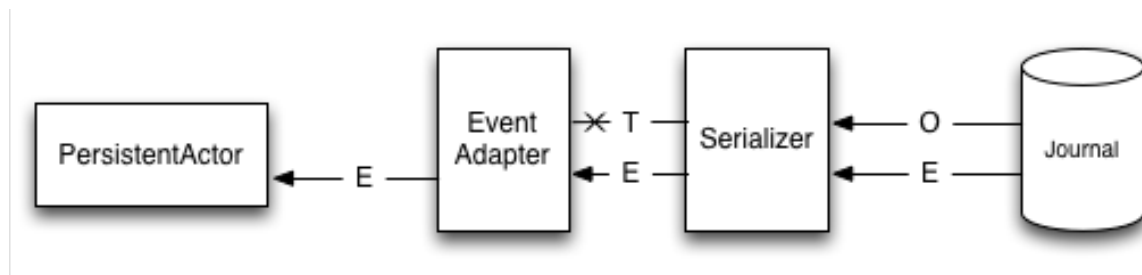 PersistentActor
E
Event
Adapter
T
E
Serializer
O
E
Journal